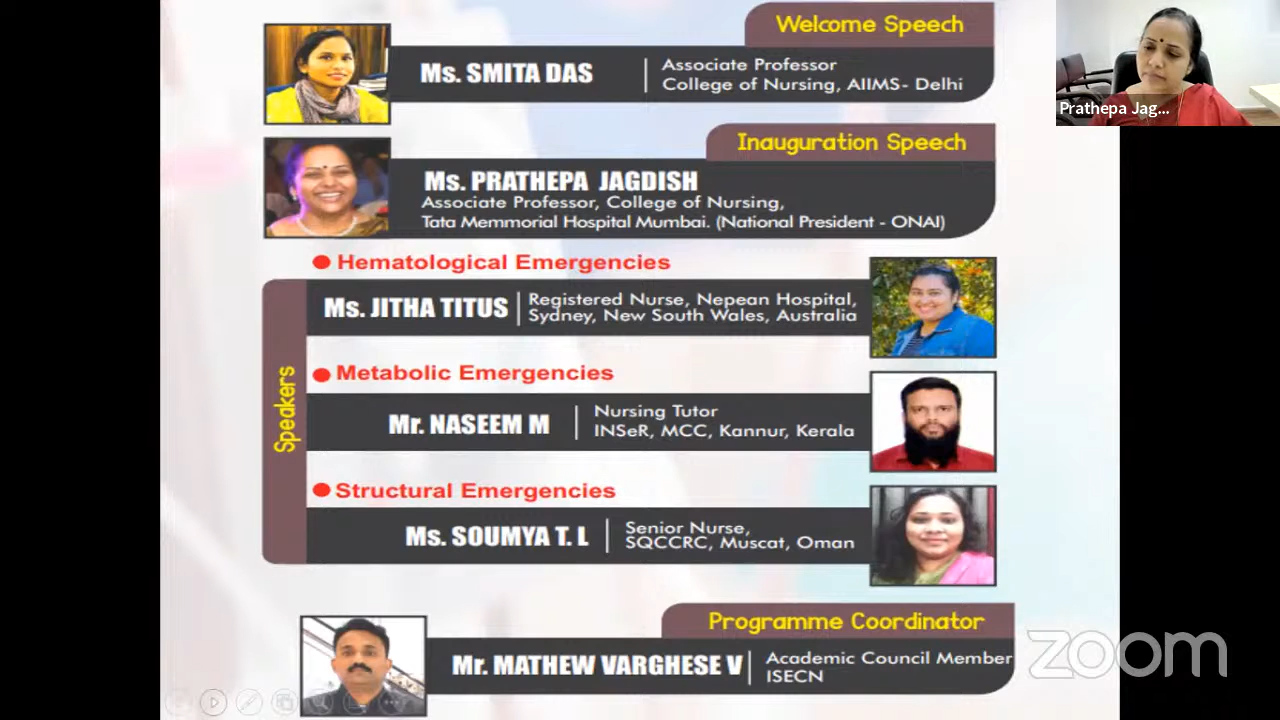 Welcome Speech
Ms. SMITA DAS
Associate Professor
College of Nursing, AIIMS- Delhi
Prathepa Jag...
Inauguration Speech
Ms. PRATHEPA JAGDISH
Associate Professor, College of Nursing,
Tata Memmorial Hospital Mumbai. (National President - ONAI)
Speakers
Hematological Emergencies
Ms. JITHA TITUS
Registered Nurse, Nepean Hospital,
Sydney, New South Wales, Australia
Metabolic Emergencies
Mr. NASEEM M
Nursing Tutor
INSeR, MCC, Kannur, Kerala
Structural Emergencies
Ms. SOUMYA T. L
Senior Nurse,
SQCCRC, Muscat, Oman
Programme Coordinator
Mr. MATHEW VARGHESE V
Academic Council Member
ISECN
zoom